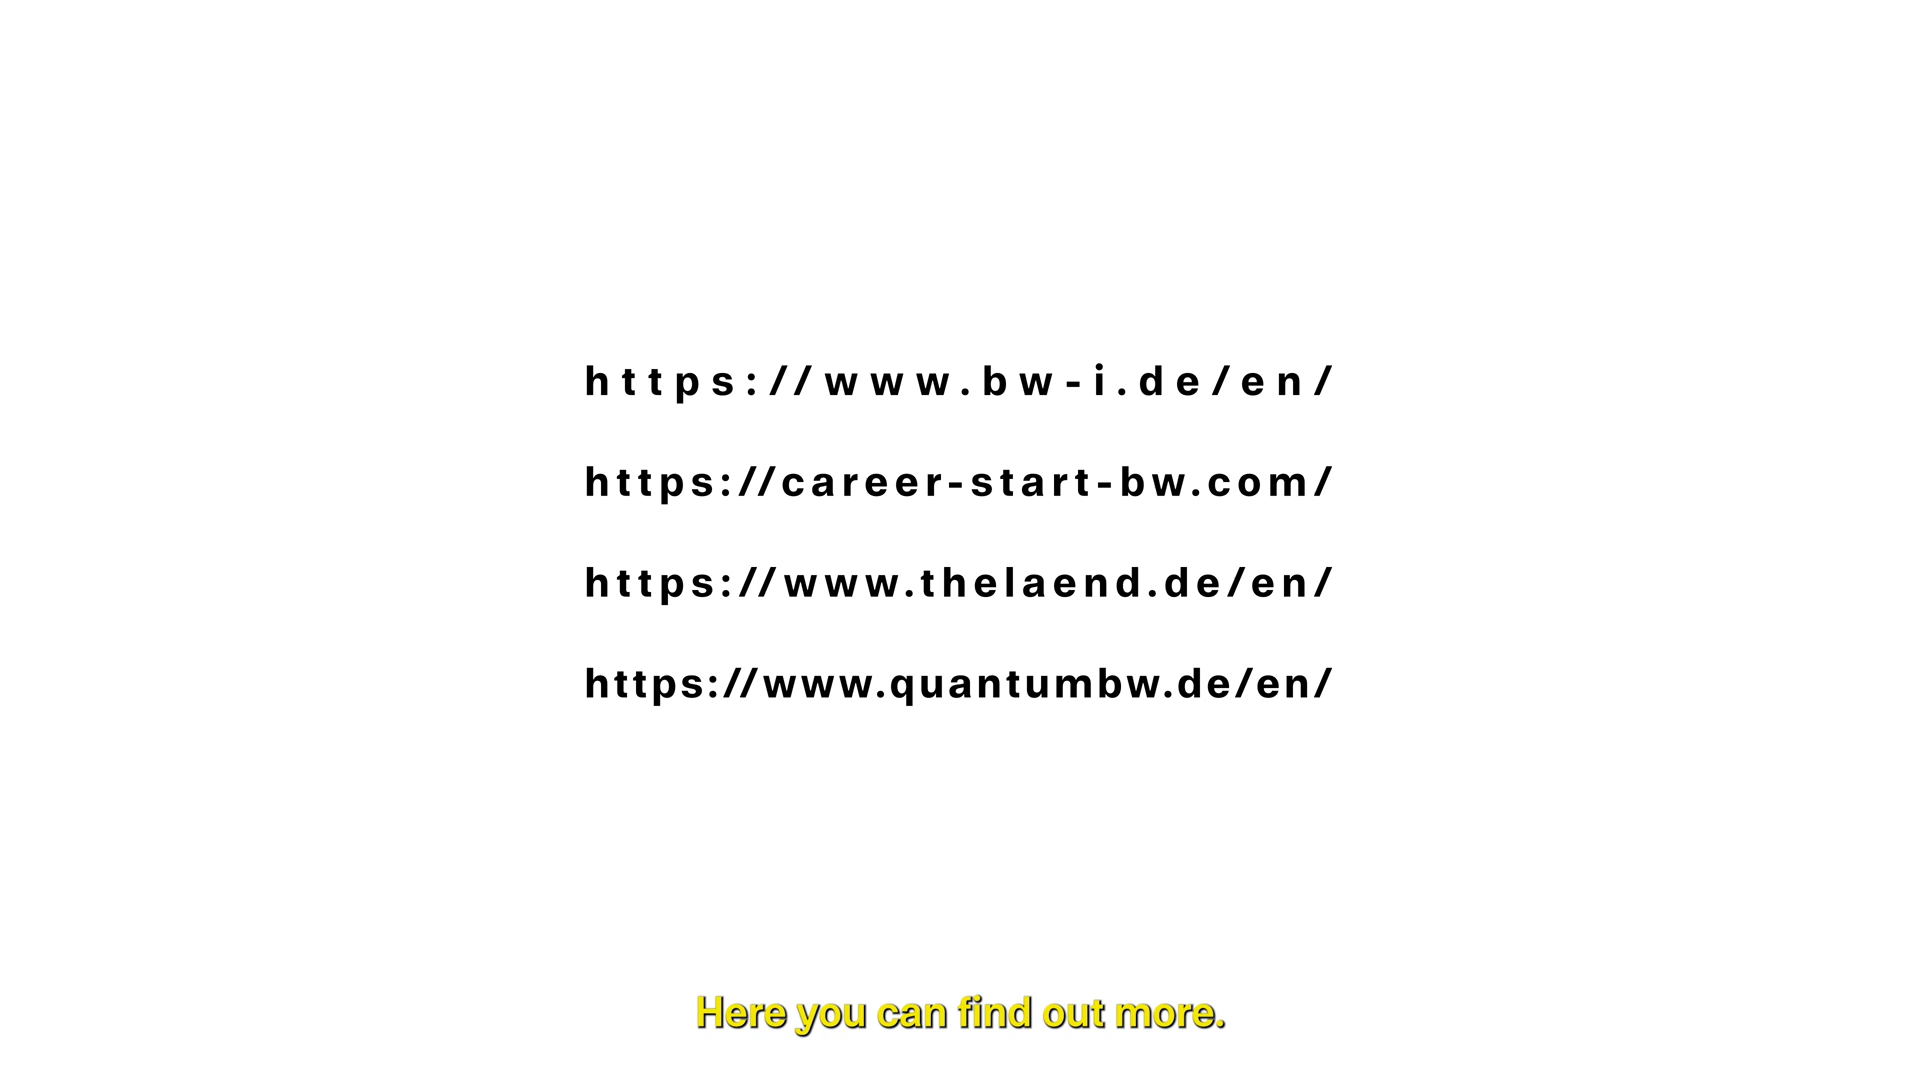 https://www.bw-i.de/en/
https://career-start-bw.com/
https://www.thelaend.de/en/
https://www.quantumbw.de/en/
Here you can find out more.